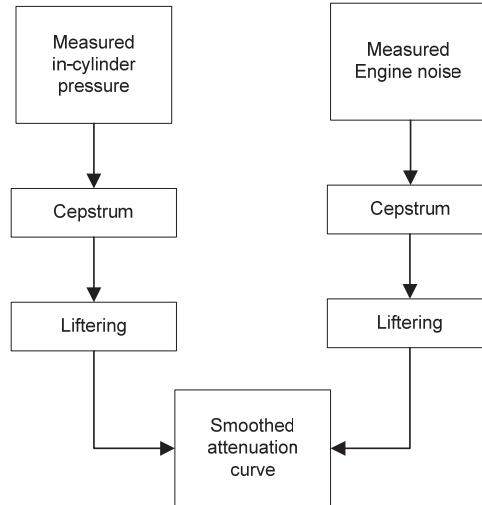 Measured
in-cylinder
pressure
Measured
Engine noise
Cepstrum
Cepstrum
Liftering
Liftering
Smoothed
attenuation
curve